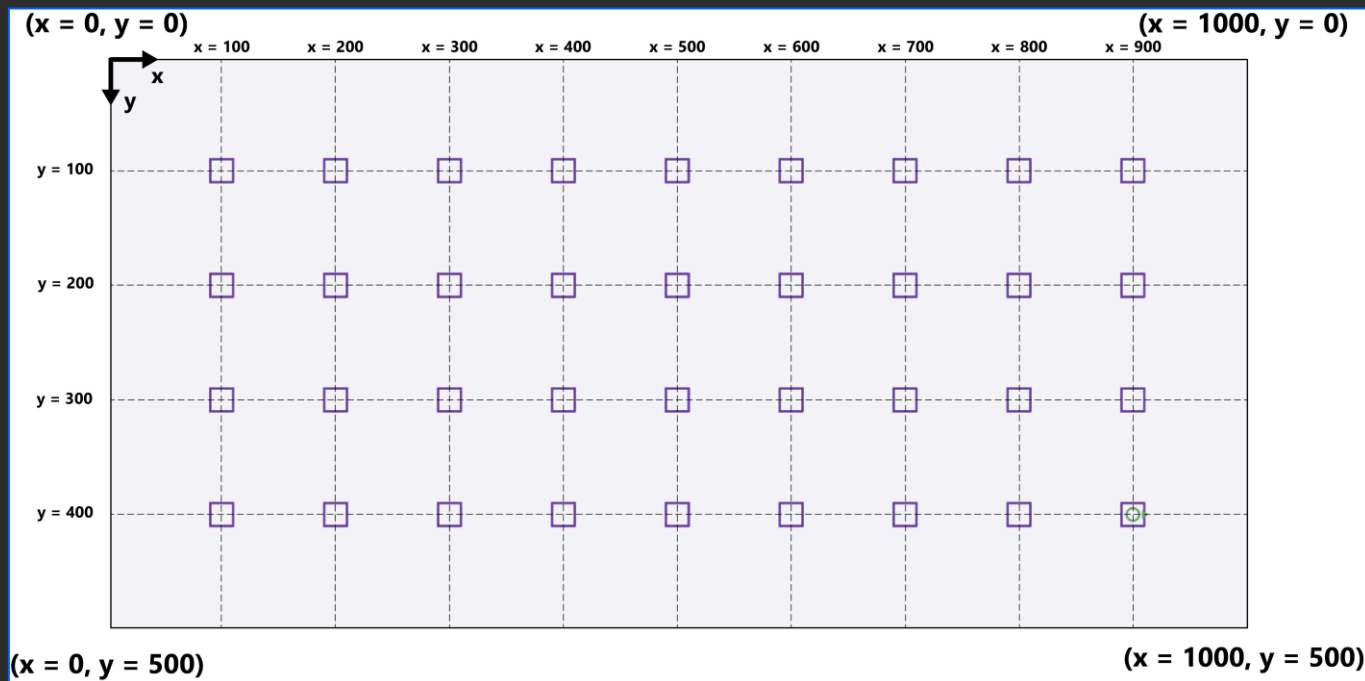 (x = 0, y = 0)
(x = 1000, y = 0)
x = 100 x = 200 x = 300 x = 400 x = 500 x = 600 x = 700 x = 800 x = 900
x
y
y = 100
y = 200
y = 300
y = 400
(x = 0, y = 500)
(x = 1000, y = 500)